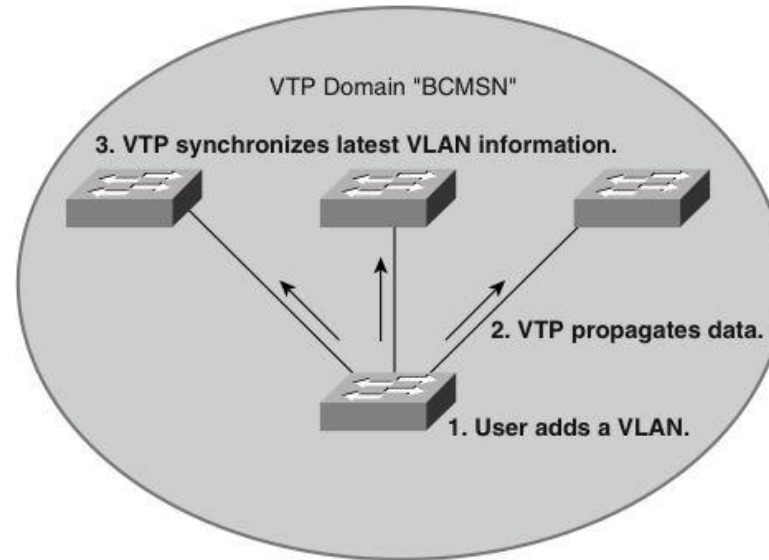 VTP Domain "BCMSN"
3. VTP synchronizes latest VLAN information.
2. VTP propagates data.
1. User adds a VLAN.